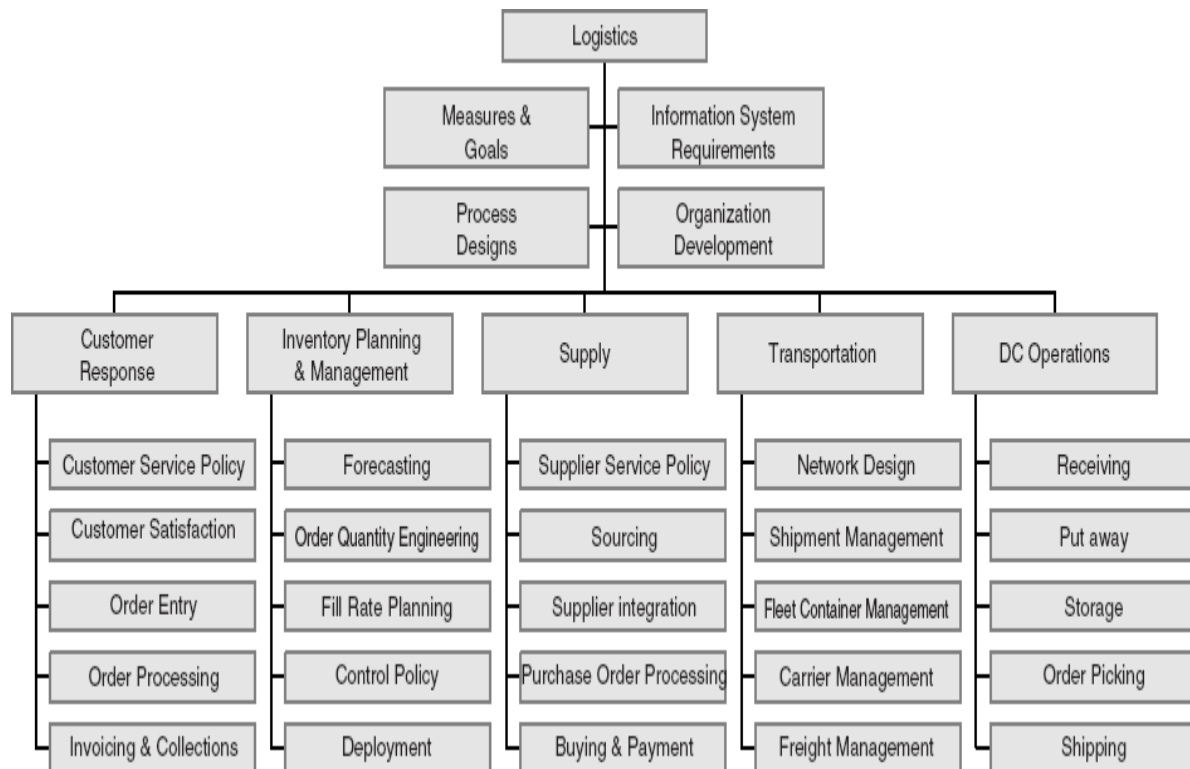 Logistics
Measures &
Goals
Information System
Requirements
Process
Designs
Organization
Development
Customer
Response
Inventory Planning
& Management
Supply
Transportation
DC Operations
Customer Service Policy
Forecasting
Supplier Service Policy
Network Design
Receiving
Customer Satisfaction
Order Quantity Engineering
Sourcing
Shipment Management
Put away
Order Entry
Fill Rate Planning
Supplier integration
Fleet Container Management
Storage
Order Processing
Control Policy
Purchase Order Processing
Carrier Management
Order Picking
Invoicing & Collections
Deployment
Buying & Payment
Freight Management
Shipping